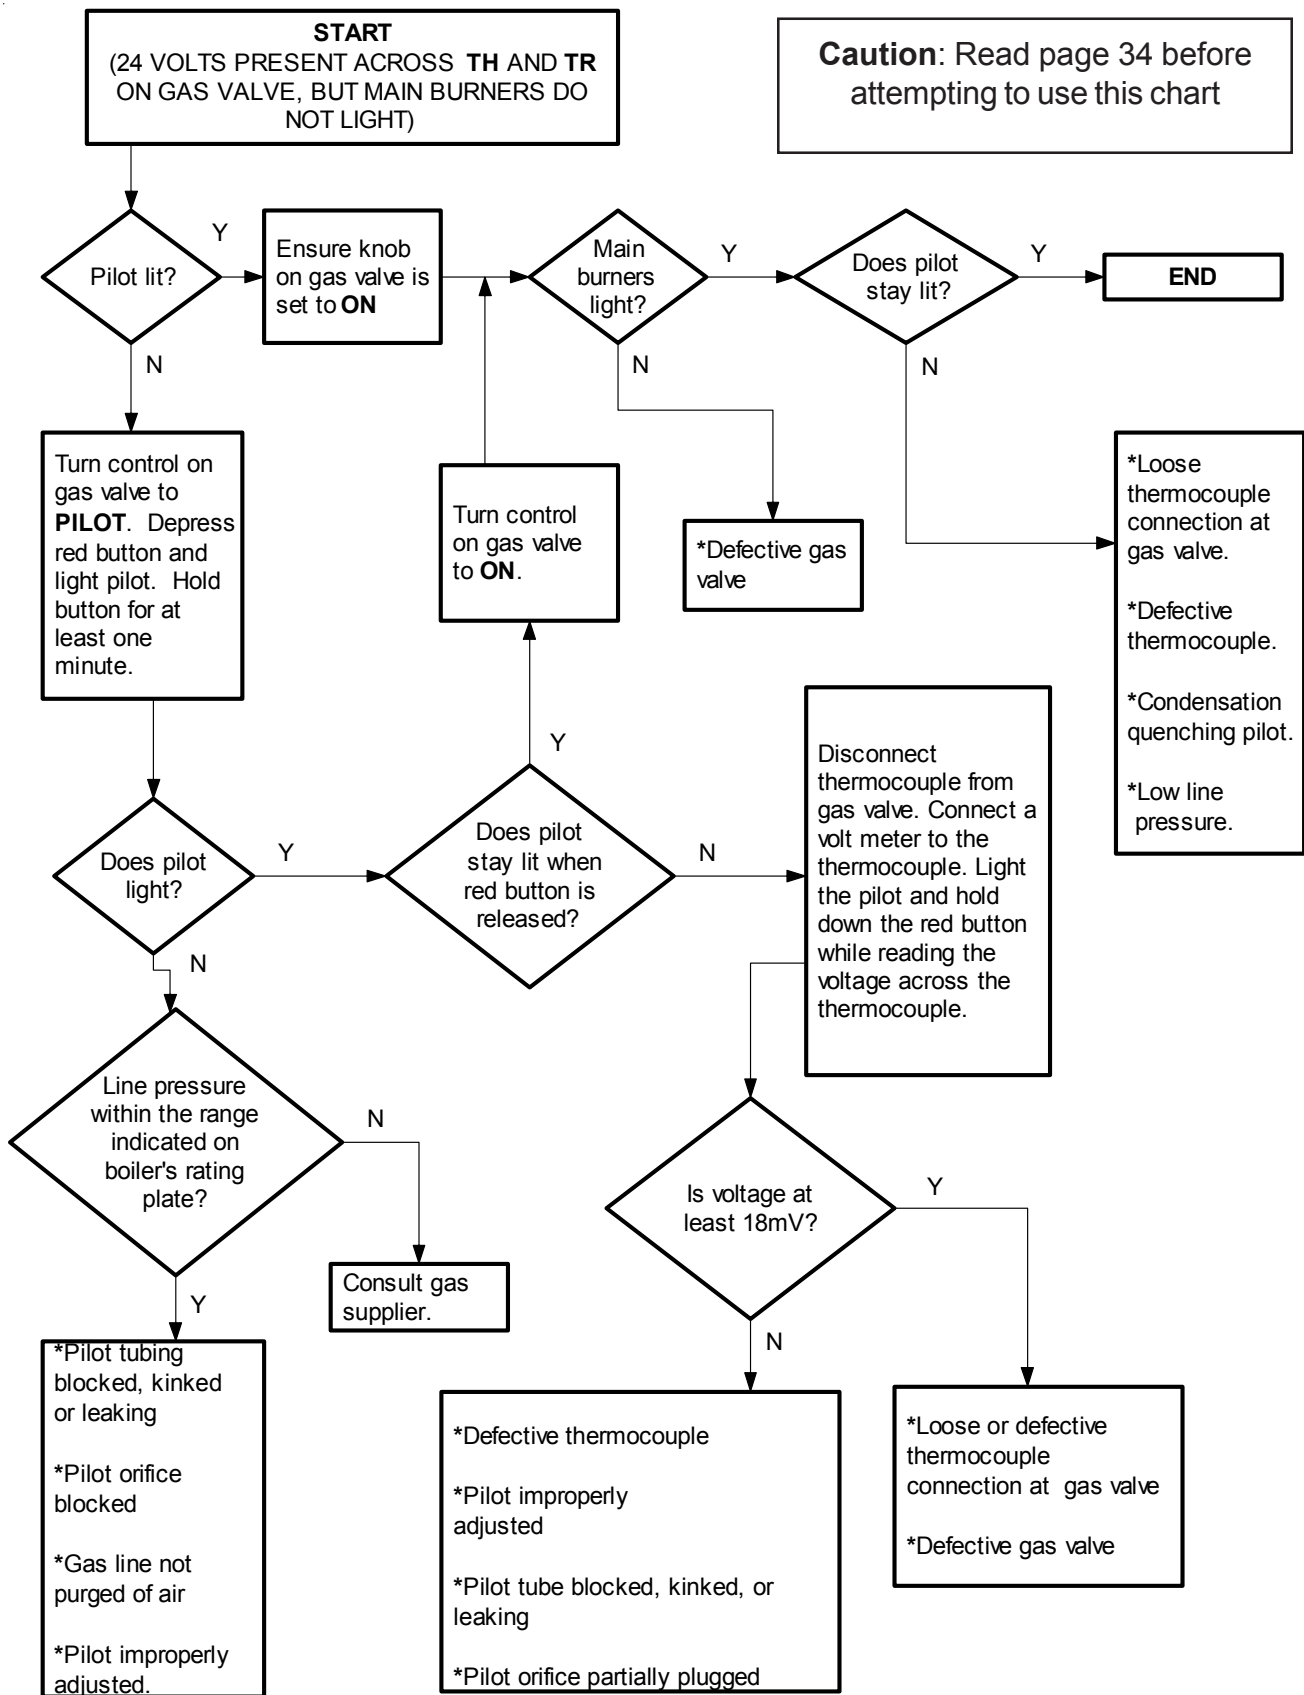 START
(24 VOLTS PRESENT ACROSS TH AND TR
ON GAS VALVE, BUT MAIN BURNERS DO
NOT LIGHT)
Caution: Read page 34 before
attempting to use this chart
Pilot lit?
Y
N
Ensure knob
on gas valve is
set to ON
Main
burners
light?
Y
N
Does pilot
stay lit?
Y
N
END
Turn control on
gas valve to
PILOT. Depress
red button and
light pilot. Hold
button for at
least one
minute.
Turn control
on gas valve
to ON.
*Defective gas
valve
*Loose
thermocouple
connection at
gas valve.
*Defective
thermocouple.
*Condensation
quenching pilot.
*Low line
pressure.
Does pilot
light?
Y
N
Does pilot
stay lit when
red button is
released?
Y
N
Disconnect
thermocouple from
gas valve. Connect a
volt meter to the
thermocouple. Light
the pilot and hold
down the red button
while reading the
voltage across the
thermocouple.
Line pressure
within the range
indicated on
boiler's rating
plate?
N
Y
Consult gas
supplier.
Is voltage at
least 18mV?
Y
N
*Pilot tubing
blocked, kinked
or leaking
*Pilot orifice
blocked
*Gas line not
purged of air
*Pilot improperly
adjusted.
*Defective thermocouple
*Pilot improperly
adjusted
*Pilot tube blocked, kinked, or
leaking
*Pilot orifice partially plugged
*Loose or defective
thermocouple
connection at gas valve
*Defective gas valve